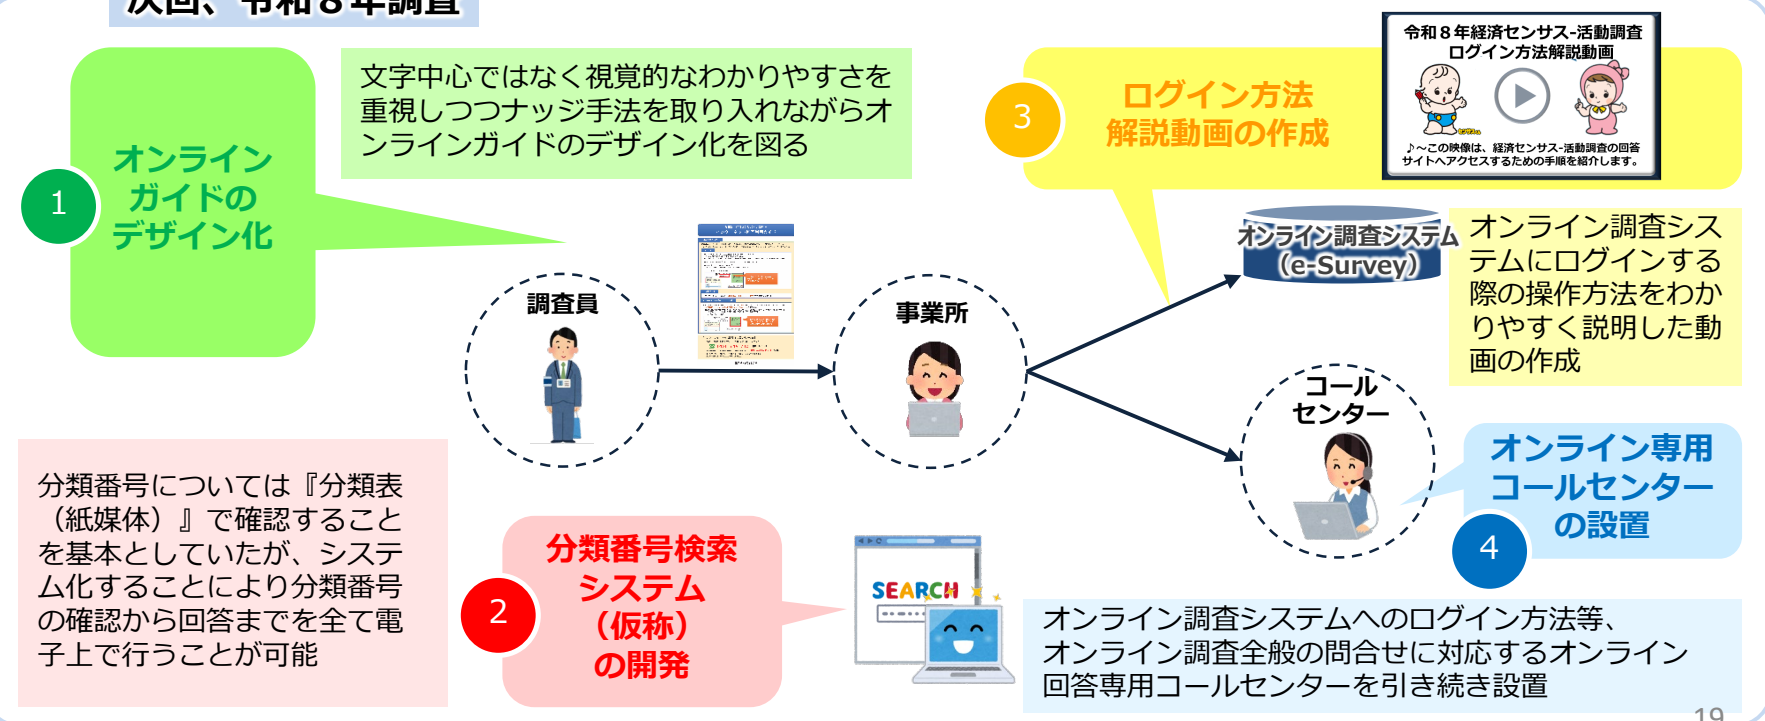 次回、令和８年調査
1
オンライン
ガイドの
デザイン化
文字中心ではなく視覚的なわかりやすさを
重視しつつナッジ手法を取り入れながらオ
ンラインガイドのデザイン化を図る
3
ログイン方法
解説動画の作成
令和８年経済センサス-活動調査
ログイン方法解説動画
♪～この映像は、経済センサス-活動調査の回答
サイトへアクセスするための手順を紹介します。
オンライン調査システム
（e-Survey）
オンライン調査シス
テムにログインする
際の操作方法をわか
りやすく説明した動
画の作成
調査員
事業所
コール
センター
オンライン専用
コールセンター
の設置
4
オンライン調査システムへのログイン方法等、
オンライン調査全般の問合せに対応するオンライン
回答専用コールセンターを引き続き設置
分類番号については『分類表
（紙媒体）』で確認すること
を基本としていたが、システ
ム化することにより分類番号
の確認から回答までを全て電
子上で行うことが可能
2
分類番号検索
システム
（仮称）
の開発
SEARCH
19